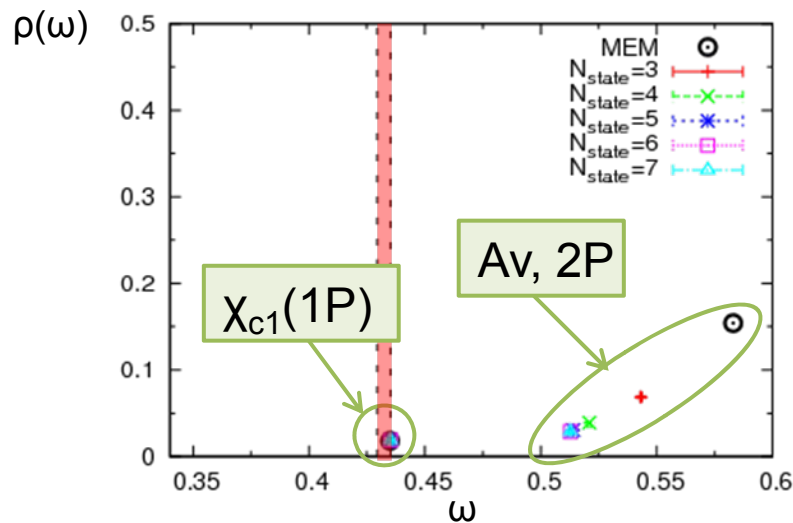 ρ(ω)
0.5
0.4
0.3
0.2
0.1
0
MEM
N_state=3
N_state=4
N_state=5
N_state=6
N_state=7
Av, 2P
χ_c1(1P)
0.35
0.4
0.45
0.5
0.55
0.6
ω